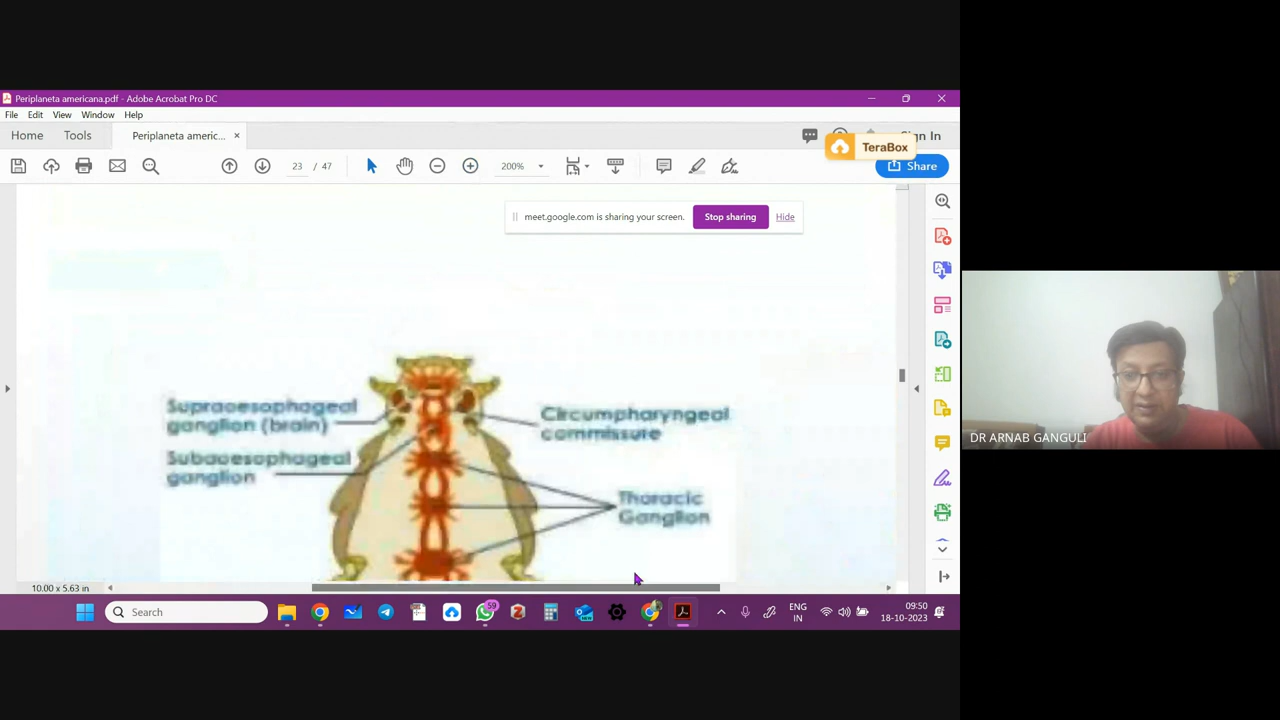 Periplaneta americana.pdf - Adobe Acrobat Pro DC
File Edit View Window Help
Home Tools Periplaneta americ... × Sign In
TeraBox
23 / 47 200% Share
meet.google.com is sharing your screen. Stop sharing Hide
Supraoesophageal
ganglion (brain)
Circumpharyngeal
commissure
Subaoesophageal
ganglion
Thoracic
Ganglion
DR ARNAB GANGULI
10.00 x 5.63 in
Search
59
ENG
IN
09:50
18-10-2023